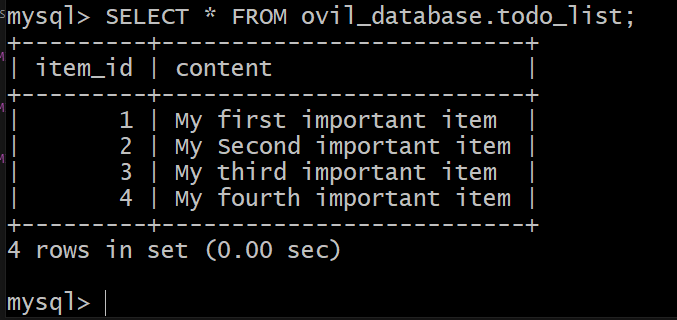 mysql> SELECT * FROM ovil_database.todo_list;
+---------+--------------------------+
| item_id | content                  |
+---------+--------------------------+
|       1 | My first important item  |
|       2 | My Second important item |
|       3 | My third important item  |
|       4 | My fourth important item |
+---------+--------------------------+
4 rows in set (0.00 sec)
mysql>